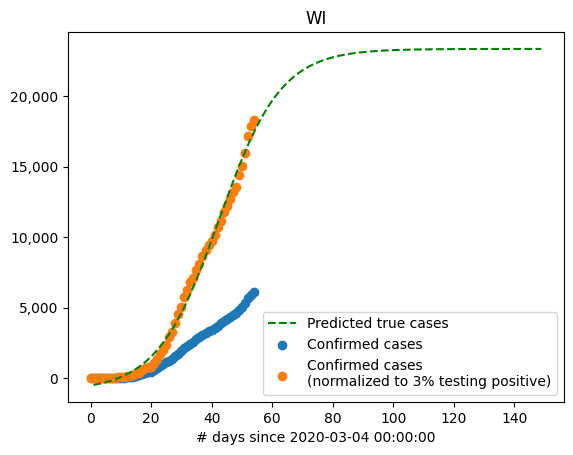 WI
20,000
15,000
10,000
5,000
0
Predicted true cases
Confirmed cases
Confirmed cases
(normalized to 3% testing positive)
0 20 40 60 80 100 120 140
# days since 2020-03-04 00:00:00